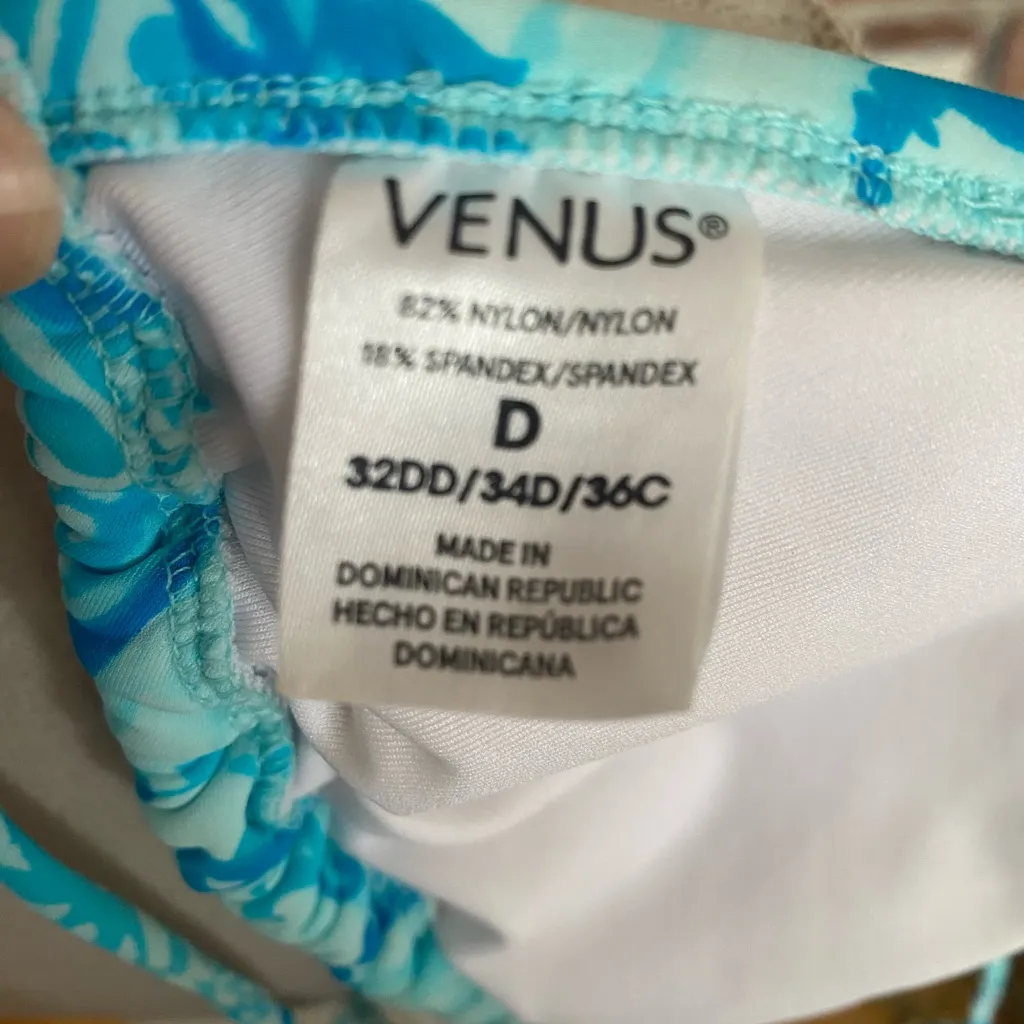 VENUS®
82% NYLON/NYLON
18% SPANDEX/SPANDEX
D
32DD/34D/36C
MADE IN
DOMINICAN REPUBLIC
HECHO EN REPÚBLICA
DOMINICANA